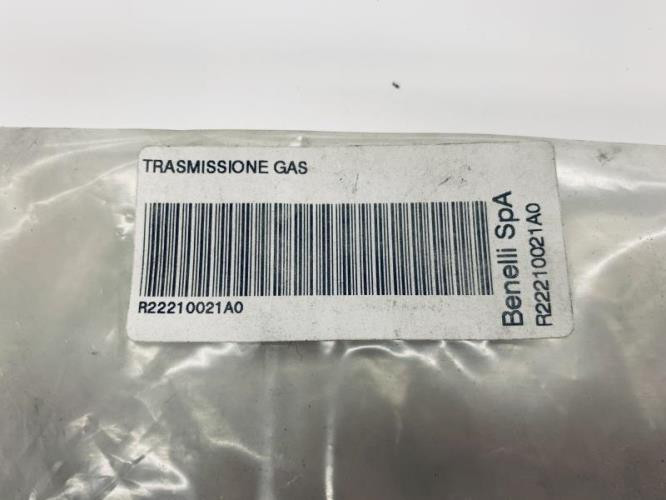 TRASMISSIONE GAS
R22210021A0
Benelli SpA
R22210021A0